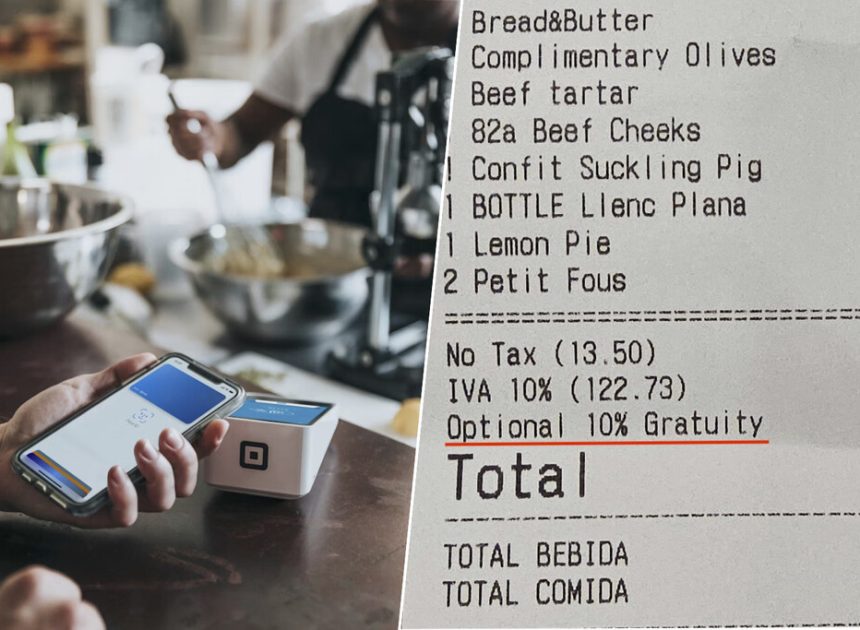 Bread&Butter
Complimentary Olives
Beef tartar
82a Beef Cheeks
! Confit Suckling Pig
1 BOTTLE Llenc Plana
1 Lemon Pie
2 Petit Fous
No Tax (13.50)
IVA 10% (122.73)
Optional 10% Gratuity
Total
TOTAL BEBIDA
TOTAL COMIDA